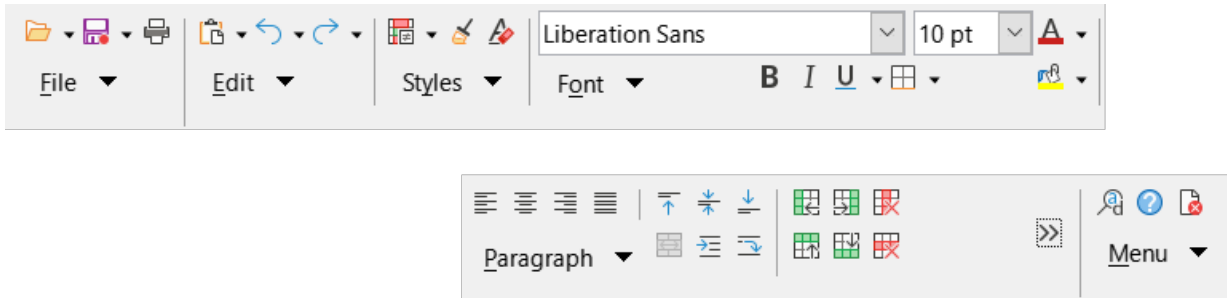 Liberation Sans 10 pt
File Edit Styles Font B I U
Paragraph Menu